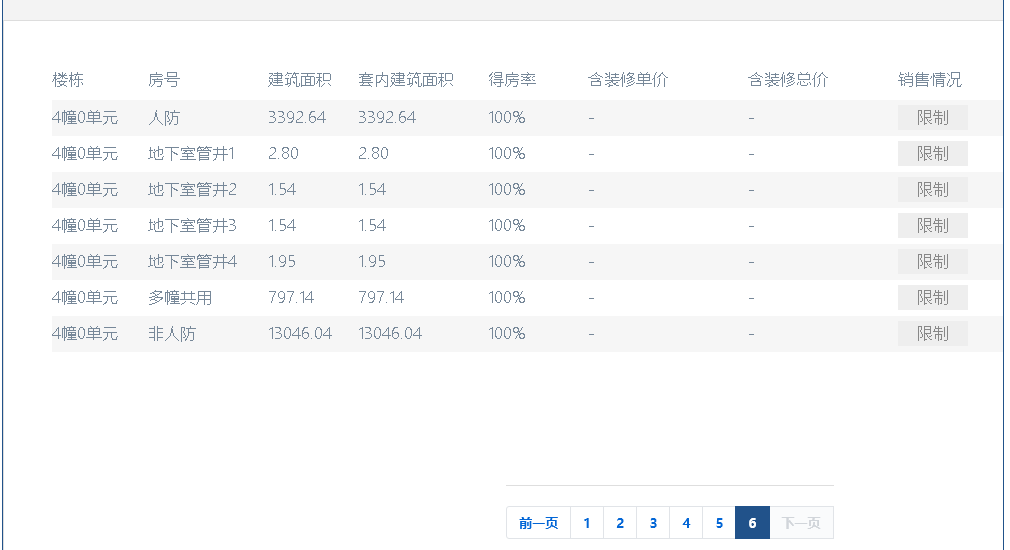 楼栋 房号 建筑面积 套内建筑面积 得房率 含装修单价 含装修总价 销售情况
4幢0单元 人防 3392.64 3392.64 100% - - 限制
4幢0单元 地下室管井1 2.80 2.80 100% - - 限制
4幢0单元 地下室管井2 1.54 1.54 100% - - 限制
4幢0单元 地下室管井3 1.54 1.54 100% - - 限制
4幢0单元 地下室管井4 1.95 1.95 100% - - 限制
4幢0单元 多幢共用 797.14 797.14 100% - - 限制
4幢0单元 非人防 13046.04 13046.04 100% - - 限制
前一页 1 2 3 4 5 6 下一页